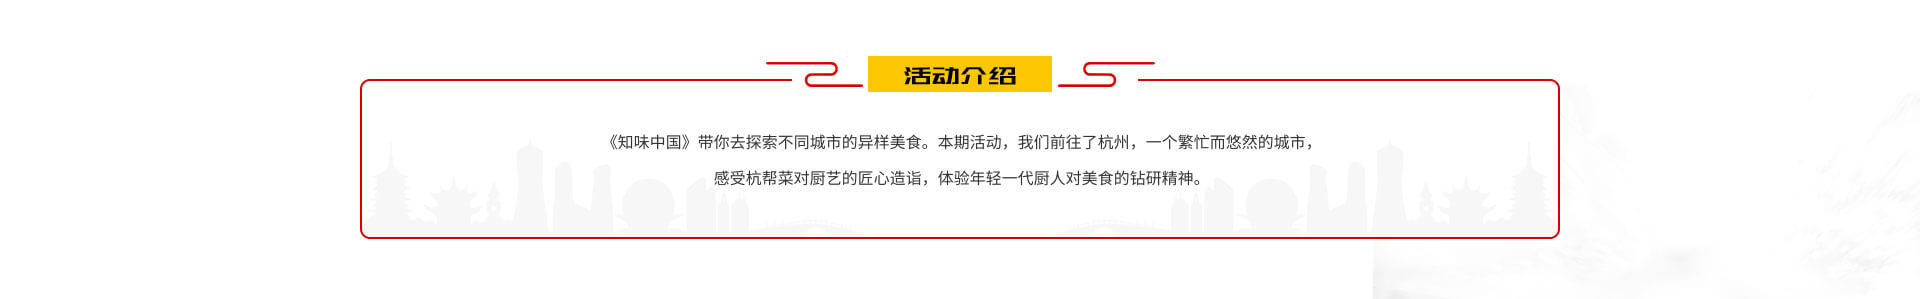 活动介绍
《知味中国》带你去探索不同城市的异样美食。本期活动，我们前往了杭州，一个繁忙而悠然的城市，
感受杭帮菜对厨艺的匠心造诣，体验年轻一代厨人对美食的钻研精神。